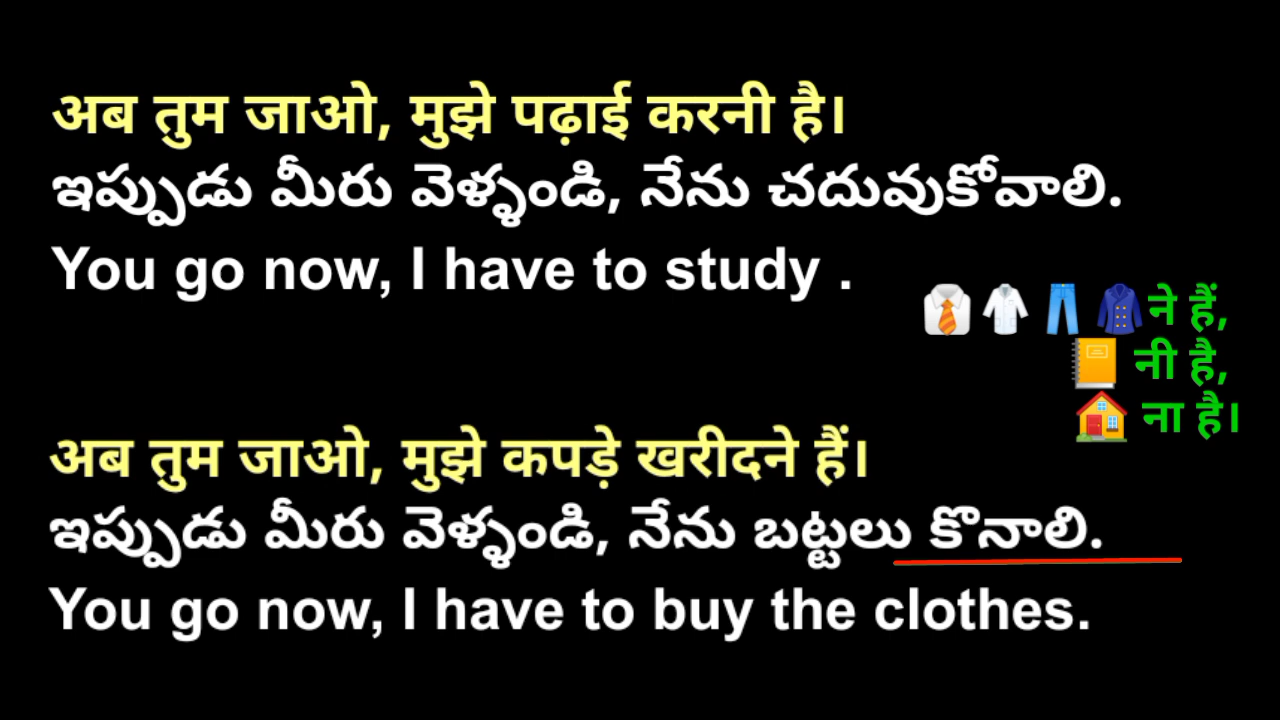 अब तुम जाओ, मुझे पढ़ाई करनी है।
ఇప్పుడు మీరు వెళ్ళండి, నేను చదువుకోవాలి.
You go now, I have to study .
ने हैं,
नी है,
ना है।
अब तुम जाओ, मुझे कपड़े खरीदने हैं।
ఇప్పుడు మీరు వెళ్ళండి, నేను బట్టలు కొనాలి.
You go now, I have to buy the clothes.